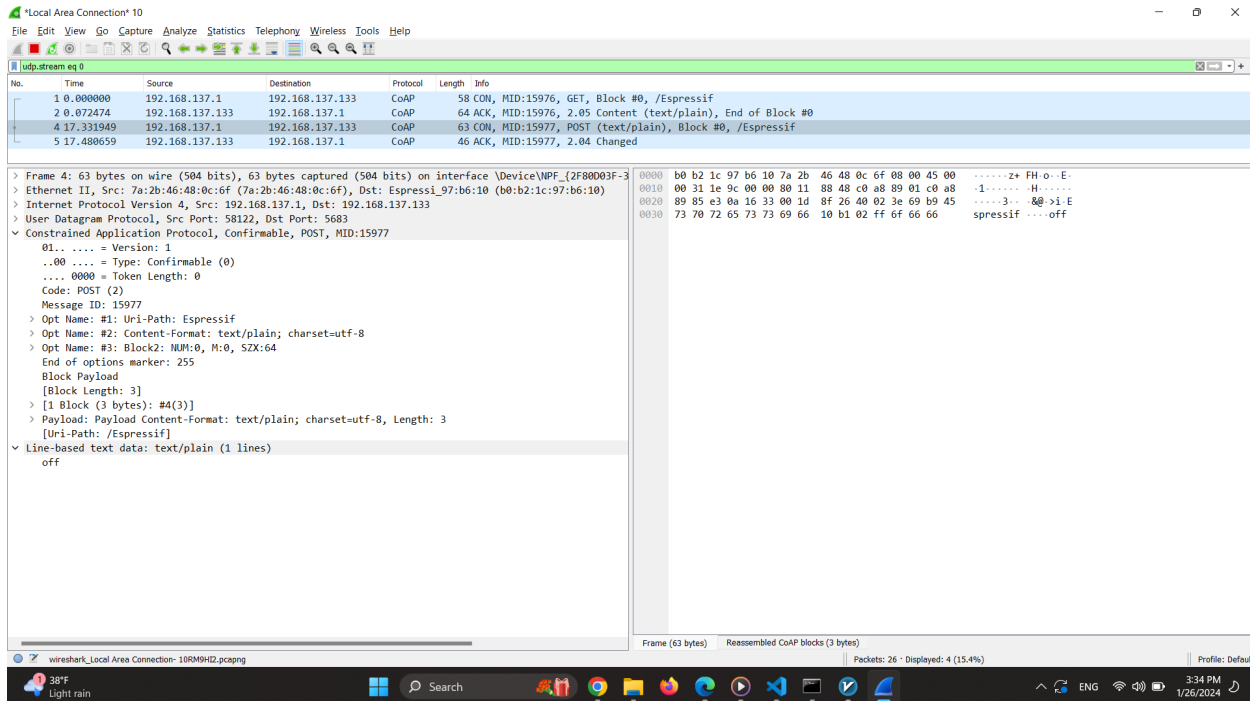 *Local Area Connection* 10
File Edit View Go Capture Analyze Statistics Telephony Wireless Tools Help
udp.stream eq 0
No. Time Source Destination Protocol Length Info
1 0.000000 192.168.137.1 192.168.137.133 CoAP 58 CON, MID:15976, GET, Block #0, /Espressif
2 0.072474 192.168.137.133 192.168.137.1 CoAP 64 ACK, MID:15976, 2.05 Content (text/plain), End of Block #0
4 17.331949 192.168.137.1 192.168.137.133 CoAP 63 CON, MID:15977, POST (text/plain), Block #0, /Espressif
5 17.480659 192.168.137.133 192.168.137.1 CoAP 46 ACK, MID:15977, 2.04 Changed
> Frame 4: 63 bytes on wire (504 bits), 63 bytes captured (504 bits) on interface \Device\NPF_{2F80D03F-3
> Ethernet II, Src: 7a:2b:46:48:0c:6f (7a:2b:46:48:0c:6f), Dst: Espressi_97:b6:10 (b0:b2:1c:97:b6:10)
> Internet Protocol Version 4, Src: 192.168.137.1, Dst: 192.168.137.133
> User Datagram Protocol, Src Port: 58122, Dst Port: 5683
Constrained Application Protocol, Confirmable, POST, MID:15977
01.. .... = Version: 1
..00 .... = Type: Confirmable (0)
.... 0000 = Token Length: 0
Code: POST (2)
Message ID: 15977
> Opt Name: #1: Uri-Path: Espressif
> Opt Name: #2: Content-Format: text/plain; charset=utf-8
> Opt Name: #3: Block2: NUM:0, M:0, SZX:64
End of options marker: 255
Block Payload
[Block Length: 3]
> [1 Block (3 bytes): #4(3)]
> Payload: Payload Content-Format: text/plain; charset=utf-8, Length: 3
[Uri-Path: /Espressif]
Line-based text data: text/plain (1 lines)
off
0000 b0 b2 1c 97 b6 10 7a 2b 46 48 0c 6f 08 00 45 00 ······z+ FH·o··E·
0010 00 31 1e 9c 00 00 80 11 88 48 c0 a8 89 01 c0 a8 ·1······ ·H······
0020 89 85 e3 0a 16 33 00 1d 8f 26 40 02 3e 69 b9 45 ·····3·· ·&@·>i·E
0030 73 70 72 65 73 73 69 66 10 b1 02 ff 6f 66 66 spressif ····off
Frame (63 bytes) Reassembled CoAP blocks (3 bytes)
wireshark_Local Area Connection- 10RM9HI2.pcapng Packets: 26 · Displayed: 4 (15.4%) Profile: Defau
1 38°F
Light rain
Search
ENG
3:34 PM
1/26/2024